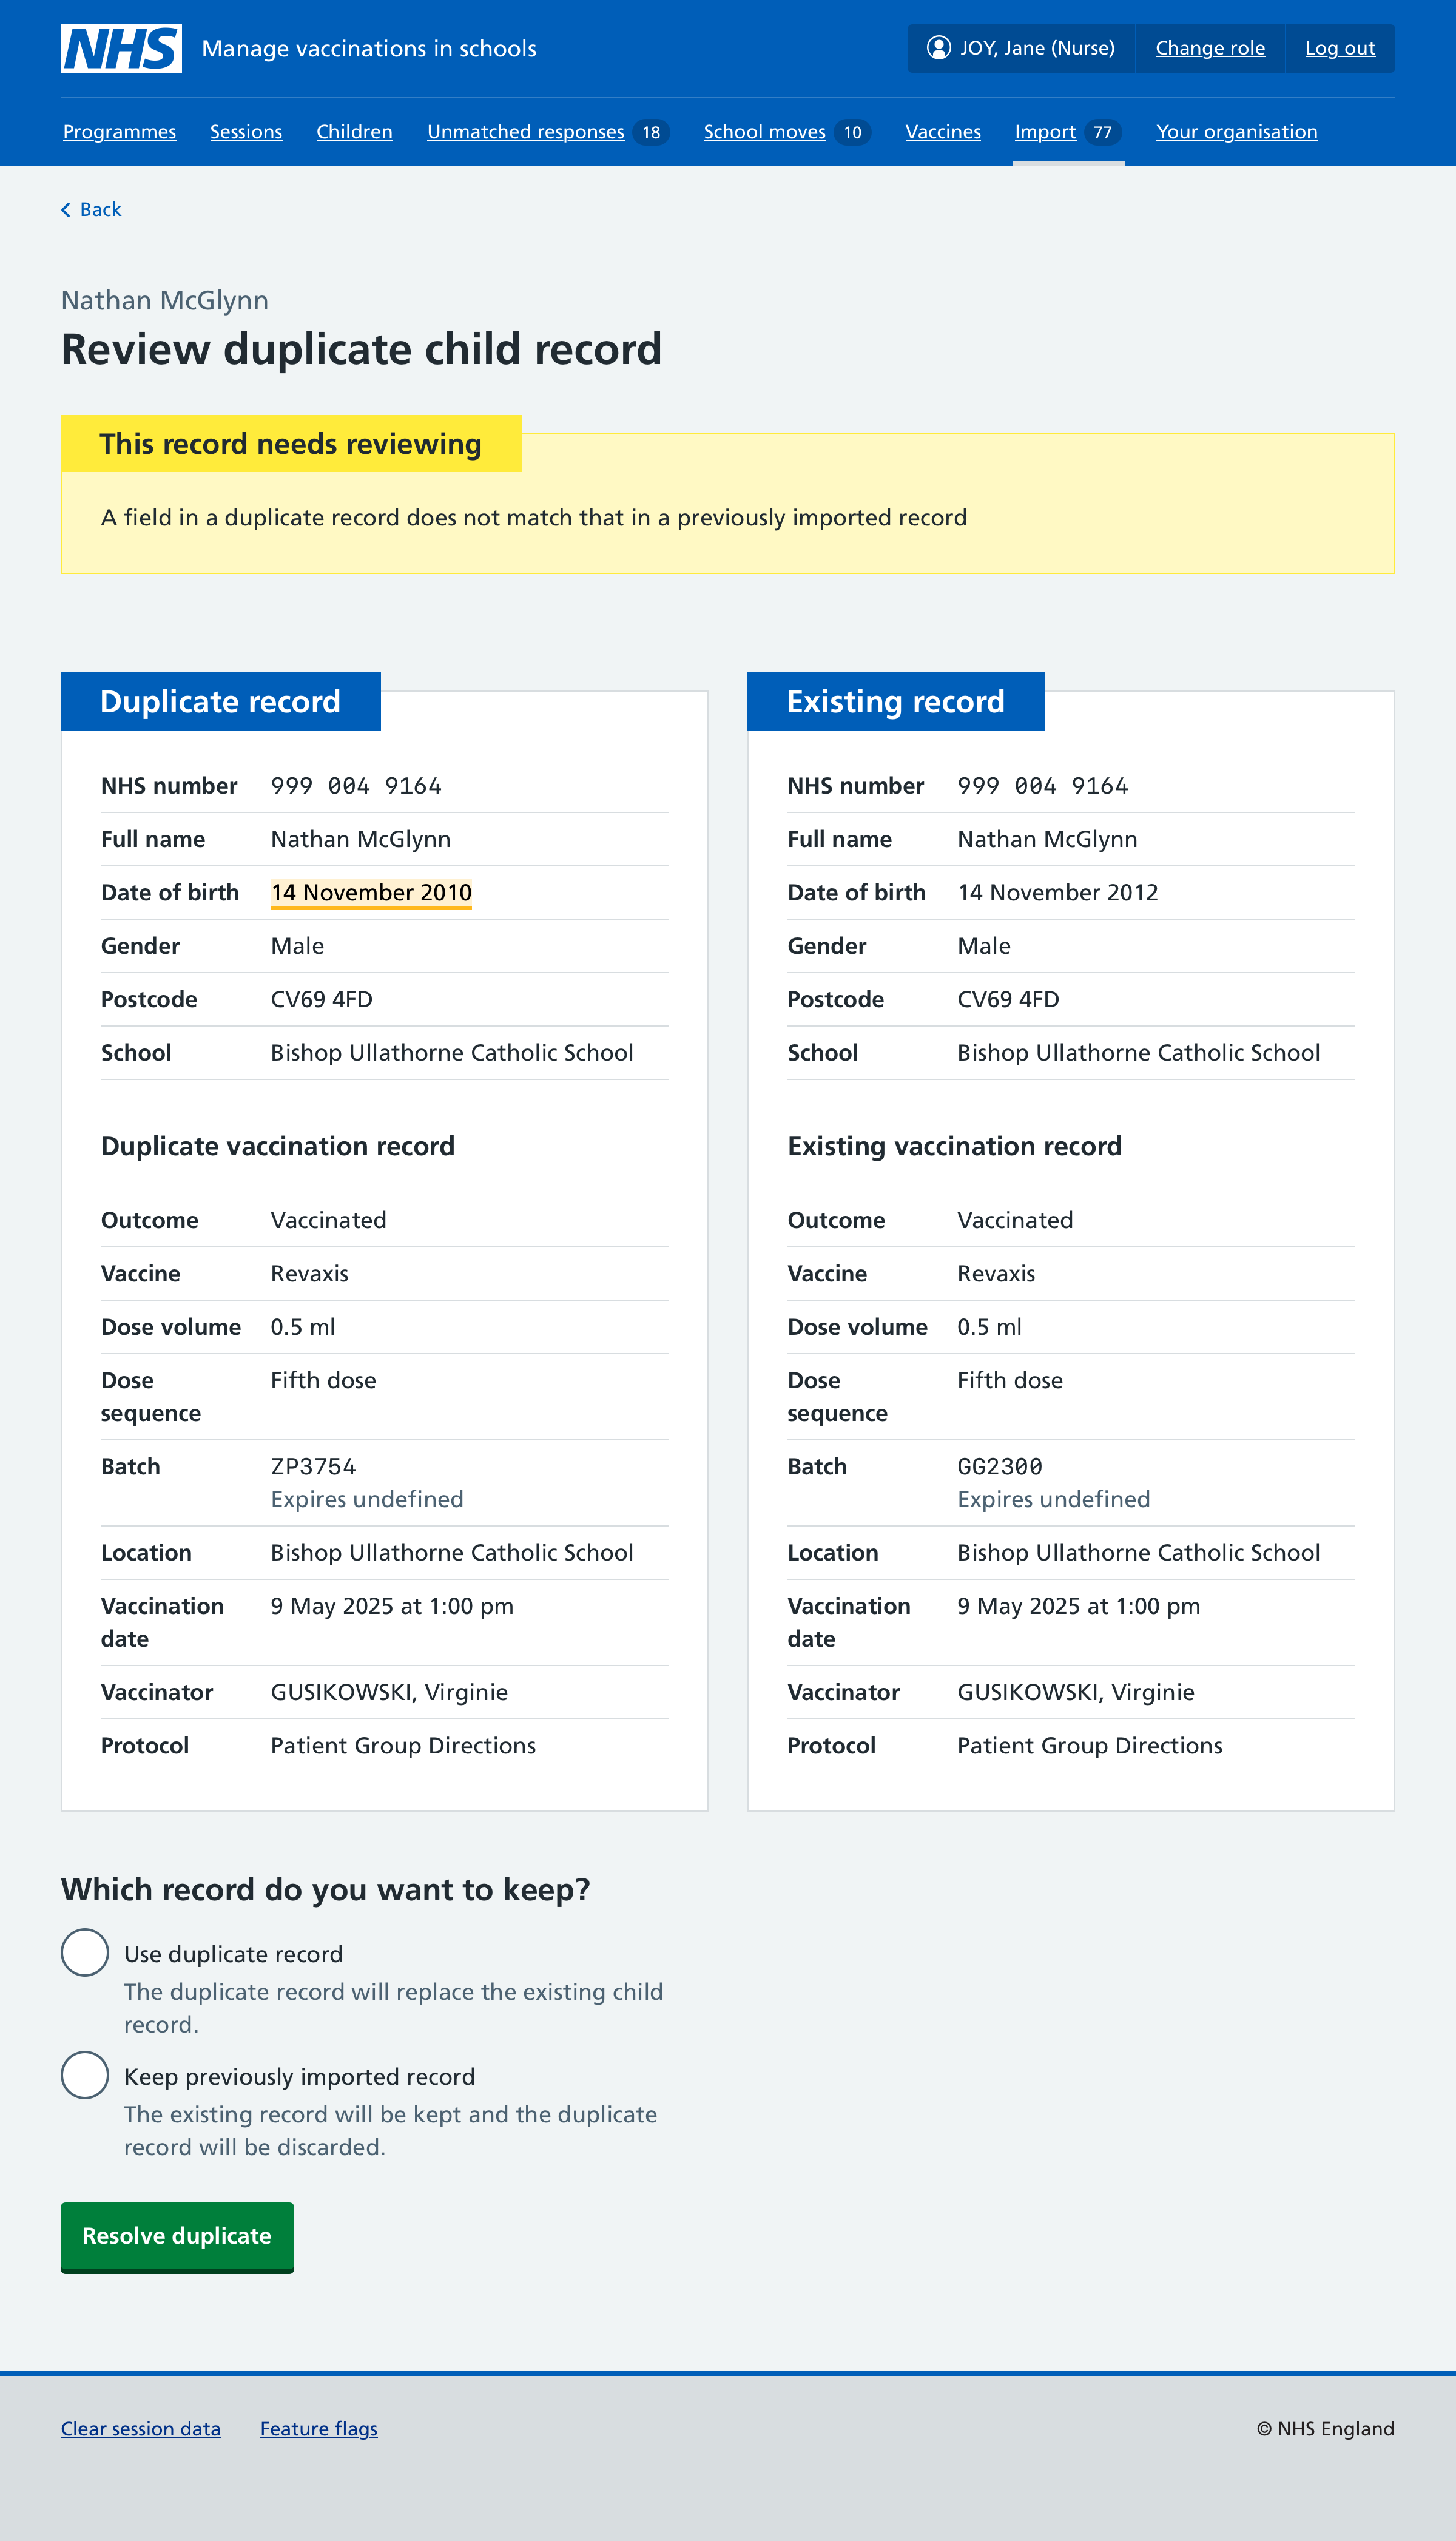 NHS Manage vaccinations in schools
JOY, Jane (Nurse) Change role Log out
Programmes Sessions Children Unmatched responses 18 School moves 10 Vaccines Import 77 Your organisation
Back
Nathan McGlynn
Review duplicate child record
This record needs reviewing
A field in a duplicate record does not match that in a previously imported record
Duplicate record
NHS number 999 004 9164
Full name Nathan McGlynn
Date of birth 14 November 2010
Gender Male
Postcode CV69 4FD
School Bishop Ullathorne Catholic School
Duplicate vaccination record
Outcome Vaccinated
Vaccine Revaxis
Dose volume 0.5 ml
Dose Fifth dose
sequence
Batch ZP3754
Expires undefined
Location Bishop Ullathorne Catholic School
Vaccination 9 May 2025 at 1:00 pm
date
Vaccinator GUSIKOWSKI, Virginie
Protocol Patient Group Directions
Existing record
NHS number 999 004 9164
Full name Nathan McGlynn
Date of birth 14 November 2012
Gender Male
Postcode CV69 4FD
School Bishop Ullathorne Catholic School
Existing vaccination record
Outcome Vaccinated
Vaccine Revaxis
Dose volume 0.5 ml
Dose Fifth dose
sequence
Batch GG2300
Expires undefined
Location Bishop Ullathorne Catholic School
Vaccination 9 May 2025 at 1:00 pm
date
Vaccinator GUSIKOWSKI, Virginie
Protocol Patient Group Directions
Which record do you want to keep?
Use duplicate record
The duplicate record will replace the existing child
record.
Keep previously imported record
The existing record will be kept and the duplicate
record will be discarded.
Resolve duplicate
Clear session data Feature flags © NHS England